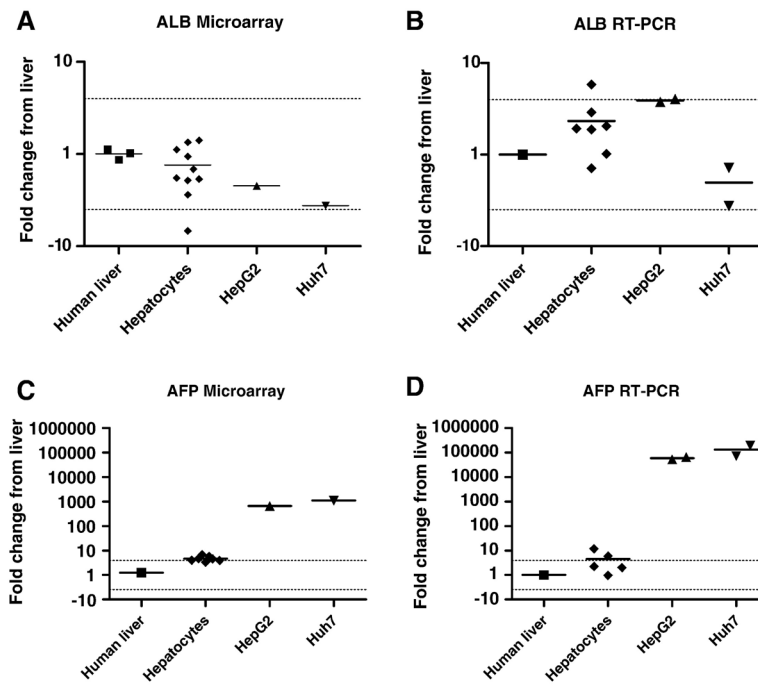 A
ALB Microarray
Fold change from liver
10
1
-10
Human liver
Hepatocytes
HepG2
Huh7
B
ALB RT-PCR
Fold change from liver
10
1
-10
Human liver
Hepatocytes
HepG2
Huh7
C
AFP Microarray
Fold change from liver
1000000
100000
10000
1000
100
10
1
-10
Human liver
Hepatocytes
HepG2
Huh7
D
AFP RT-PCR
Fold change from liver
1000000
100000
10000
1000
100
10
1
-10
Human liver
Hepatocytes
HepG2
Huh7